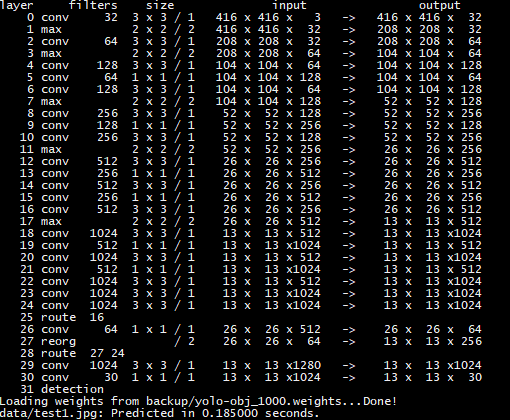 layer filters size input output
0 conv 32 3 x 3 / 1 416 x 416 x 3 -> 416 x 416 x 32
1 max 2 x 2 / 2 416 x 416 x 32 -> 208 x 208 x 32
2 conv 64 3 x 3 / 1 208 x 208 x 32 -> 208 x 208 x 64
3 max 2 x 2 / 2 208 x 208 x 64 -> 104 x 104 x 64
4 conv 128 3 x 3 / 1 104 x 104 x 64 -> 104 x 104 x 128
5 conv 64 1 x 1 / 1 104 x 104 x 128 -> 104 x 104 x 64
6 conv 128 3 x 3 / 1 104 x 104 x 64 -> 104 x 104 x 128
7 max 2 x 2 / 2 104 x 104 x 128 -> 52 x 52 x 128
8 conv 256 3 x 3 / 1 52 x 52 x 128 -> 52 x 52 x 256
9 conv 128 1 x 1 / 1 52 x 52 x 256 -> 52 x 52 x 128
10 conv 256 3 x 3 / 1 52 x 52 x 128 -> 52 x 52 x 256
11 max 2 x 2 / 2 52 x 52 x 256 -> 26 x 26 x 256
12 conv 512 3 x 3 / 1 26 x 26 x 256 -> 26 x 26 x 512
13 conv 256 1 x 1 / 1 26 x 26 x 512 -> 26 x 26 x 256
14 conv 512 3 x 3 / 1 26 x 26 x 256 -> 26 x 26 x 512
15 conv 256 1 x 1 / 1 26 x 26 x 512 -> 26 x 26 x 256
16 conv 512 3 x 3 / 1 26 x 26 x 256 -> 26 x 26 x 512
17 max 2 x 2 / 2 26 x 26 x 512 -> 13 x 13 x 512
18 conv 1024 3 x 3 / 1 13 x 13 x 512 -> 13 x 13 x1024
19 conv 512 1 x 1 / 1 13 x 13 x1024 -> 13 x 13 x 512
20 conv 1024 3 x 3 / 1 13 x 13 x 512 -> 13 x 13 x1024
21 conv 512 1 x 1 / 1 13 x 13 x1024 -> 13 x 13 x 512
22 conv 1024 3 x 3 / 1 13 x 13 x 512 -> 13 x 13 x1024
23 conv 1024 3 x 3 / 1 13 x 13 x1024 -> 13 x 13 x1024
24 conv 1024 3 x 3 / 1 13 x 13 x1024 -> 13 x 13 x1024
25 route 16
26 conv 64 1 x 1 / 1 26 x 26 x 512 -> 26 x 26 x 64
27 reorg / 2 26 x 26 x 64 -> 13 x 13 x 256
28 route 27 24
29 conv 1024 3 x 3 / 1 13 x 13 x1280 -> 13 x 13 x1024
30 conv 30 1 x 1 / 1 13 x 13 x1024 -> 13 x 13 x 30
31 detection
Loading weights from backup/yolo-obj_1000.weights...Done!
data/test1.jpg: Predicted in 0.185000 seconds.